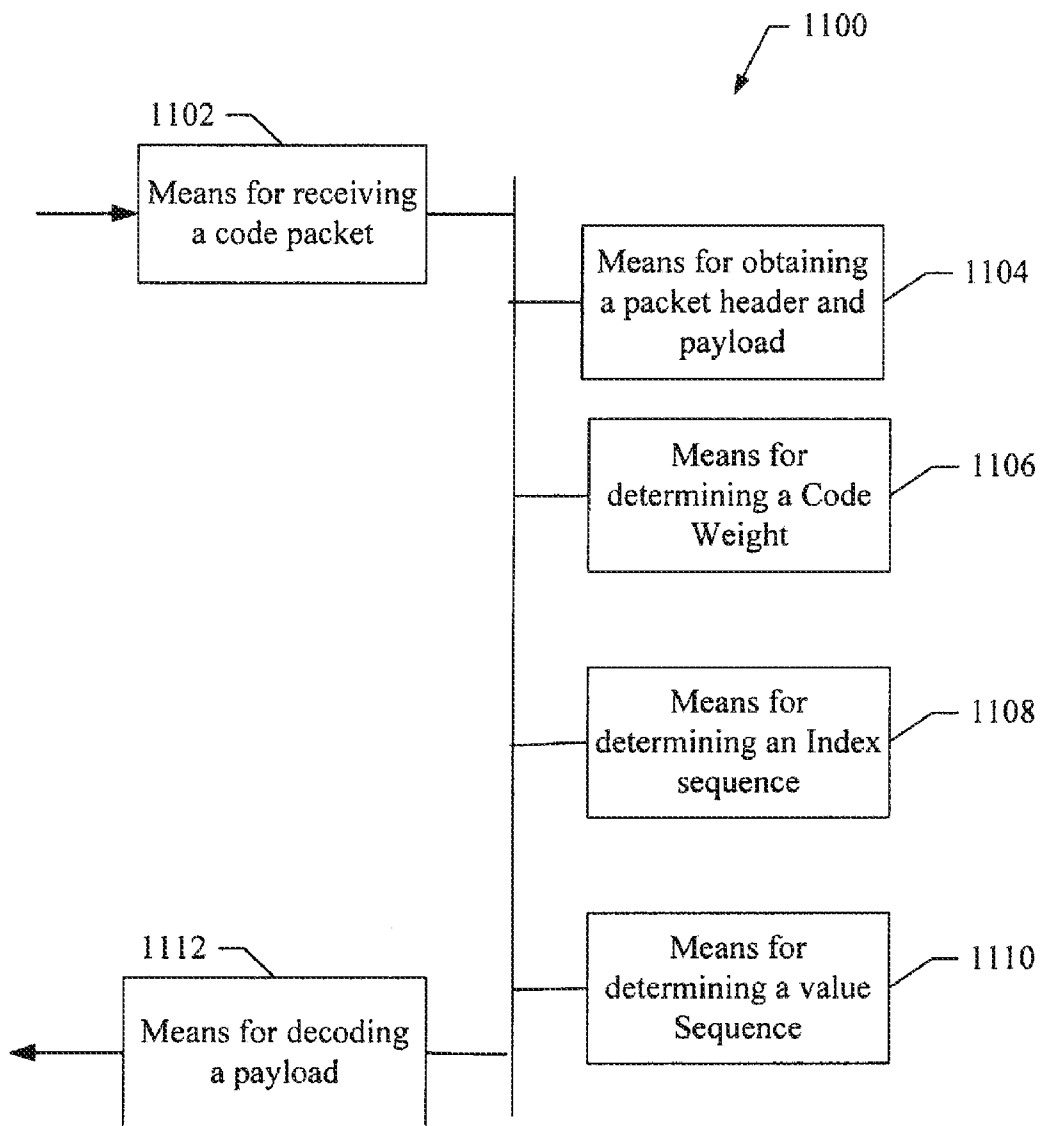 1100
1102
Means for receiving
a code packet
Means for obtaining
a packet header and
payload
1104
Means for
determining a Code
Weight
1106
Means for
determining an Index
sequence
1108
Means for
determining a value
Sequence
1110
1112
Means for decoding
a payload